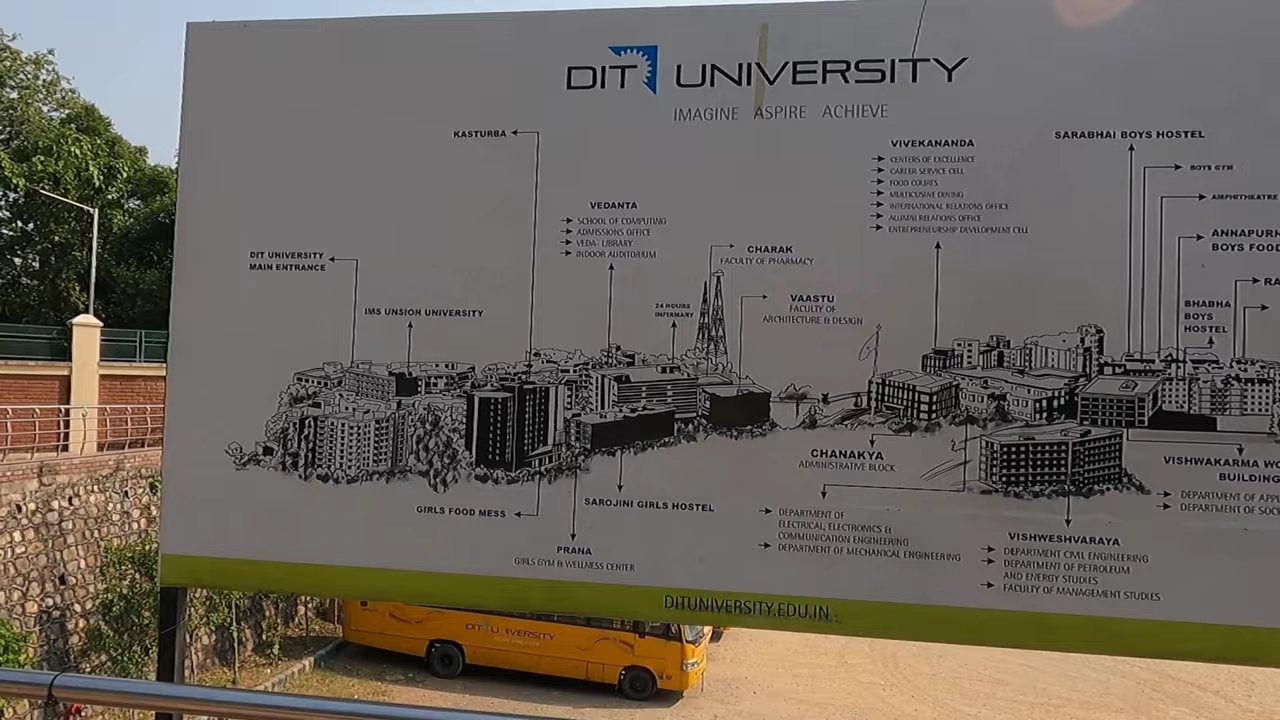 DIT UNIVERSITY
IMAGINE ASPIRE ACHIEVE
KASTURBA
VIVEKANANDA
CENTERS OF EXCELLENCE
CAREER SERVICE CELL
FOOD COURTS
MULTICUSINE DINING
INTERNATIONAL RELATIONS OFFICE
ALUMNI RELATIONS OFFICE
ENTREPRENEURSHIP DEVELOPMENT CELL
SARABHAI BOYS HOSTEL
BOYS GYM
AMPHITHEATRE
VEDANTA
SCHOOL OF COMPUTING
ADMISSIONS OFFICE
VEDA- LIBRARY
INDOOR AUDITORIUM
ANNAPURN
BOYS FOOD
DIT UNIVERSITY
MAIN ENTRANCE
CHARAK
FACULTY OF PHARMACY
RA
IMS UNSION UNIVERSITY
24 HOURS
INFIRMARY
VAASTU
FACULTY OF
ARCHITECTURE & DESIGN
BHABHA
BOYS
HOSTEL
CHANAKYA
ADMINISTRATIVE BLOCK
VISHWAKARMA WO
BUILDING
DEPARTMENT OF APP
DEPARTMENT OF SOC
GIRLS FOOD MESS
SAROJINI GIRLS HOSTEL
DEPARTMENT OF
ELECTRICAL, ELECTRONICS &
COMMUNICATION ENGINEERING
DEPARTMENT OF MECHANICAL ENGINEERING
PRANA
GIRLS GYM & WELLNESS CENTER
VISHWESHVARAYA
DEPARTMENT CIVIL ENGINEERING
DEPARTMENT OF PETROLEUM
AND ENERGY STUDIES
FACULTY OF MANAGEMENT STUDIES
DITUNIVERSITY.EDU.IN
DIT UNIVERSITY